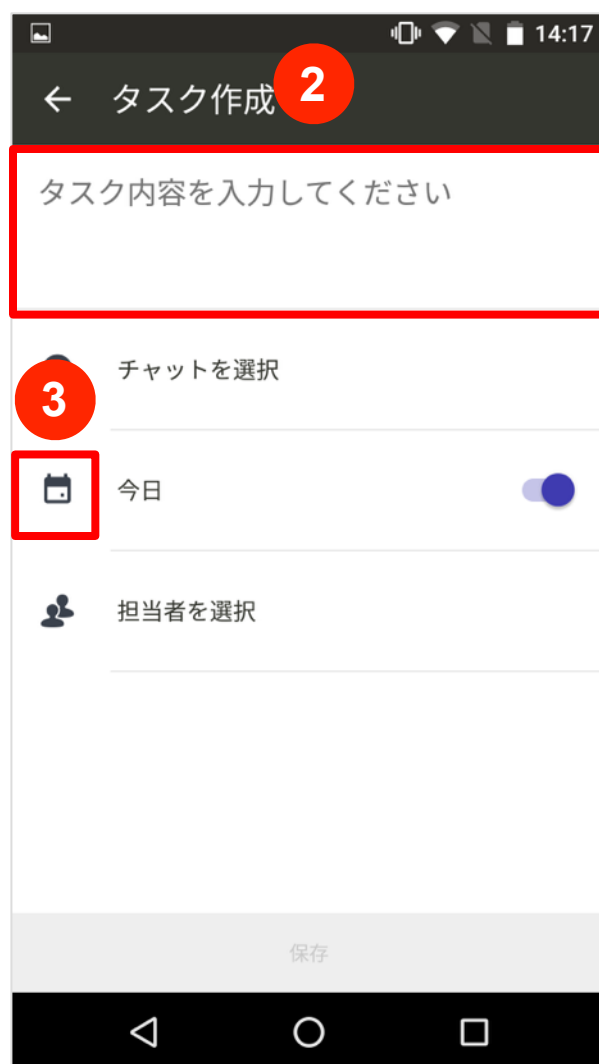 14:17
タスク作成
2
タスク内容を入力してください
チャットを選択
3
今日
担当者を選択
保存